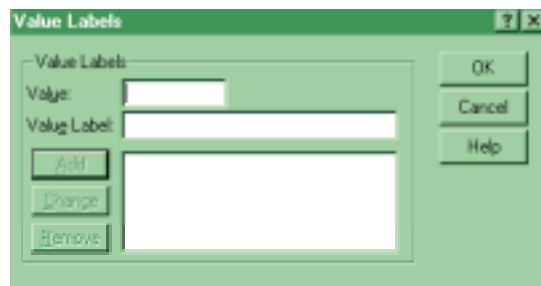 Value Labels
? ×
Value Labels
Value:
Value Label:
Add
Change
Remove
OK
Cancel
Help